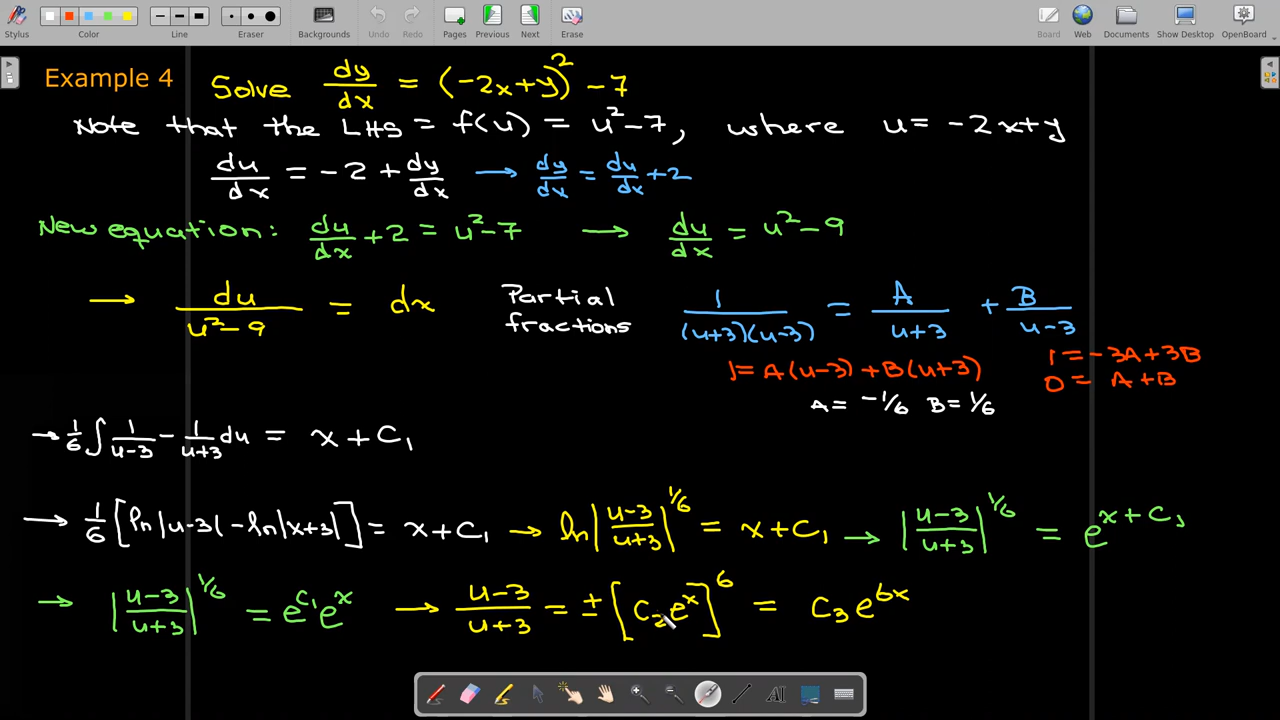 Stylus Color Line Eraser Backgrounds Undo Redo Pages Previous Next Erase Board Web Documents Show Desktop OpenBoard
Example 4 Solve dy/dx = (-2x+y)^2 - 7
Note that the LHS = f(u) = u^2-7, where u = -2x+y
du/dx = -2 + dy/dx → dy/dx = du/dx + 2
New equation: du/dx + 2 = u^2-7 → du/dx = u^2-9
→ du/(u^2-9) = dx Partial fractions 1/((u+3)(u-3)) = A/(u+3) + B/(u-3)
1 = A(u-3) + B(u+3) 1 = -3A+3B
0 = A+B
A = -1/6 B = 1/6
→ 1/6 ∫ 1/(u-3) - 1/(u+3) du = x + C₁
→ 1/6 [ln|u-3| - ln|x+3|] = x + C₁ → ln|(u-3)/(u+3)|^(1/6) = x + C₁ → |(u-3)/(u+3)|^(1/6) = e^(x+C₁)
→ |(u-3)/(u+3)|^(1/6) = e^C₁ e^x → (u-3)/(u+3) = ± [C₂e^x]^6 = C₃e^(6x)
AI